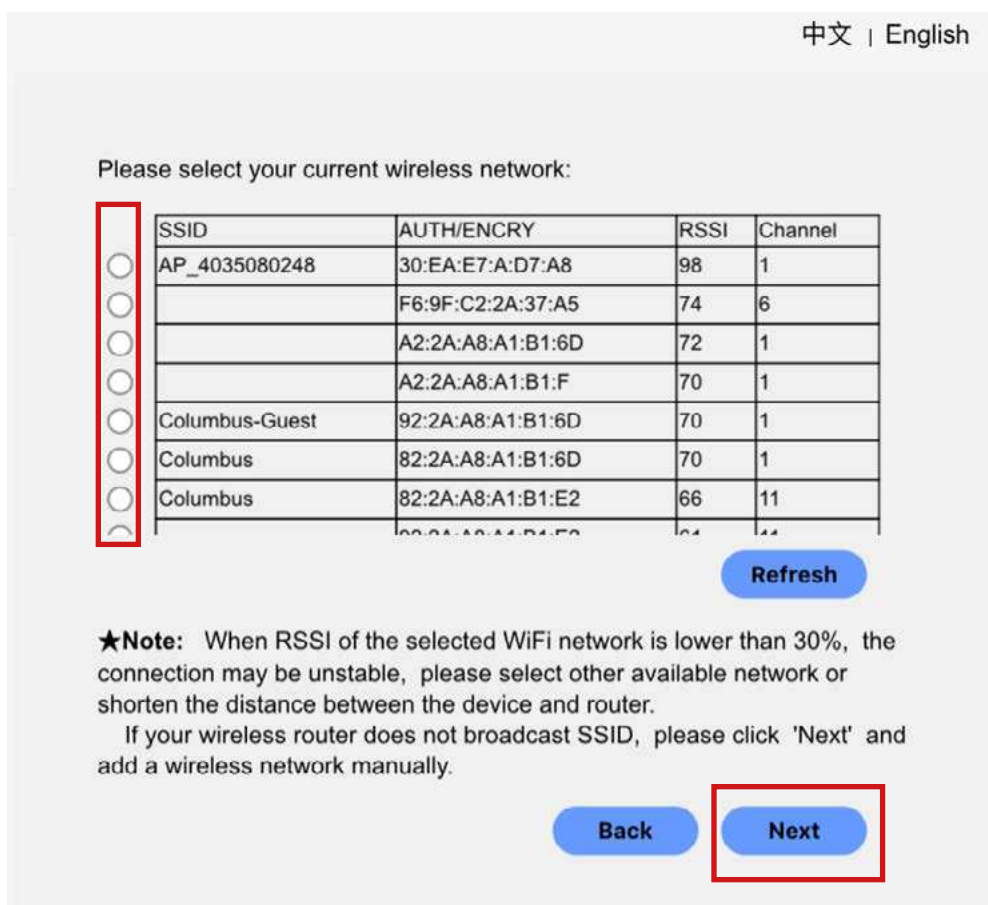 中文 | English
Please select your current wireless network:
SSID AUTH/ENCRY RSSI Channel
AP_4035080248 30:EA:E7:A:D7:A8 98 1
F6:9F:C2:2A:37:A5 74 6
A2:2A:A8:A1:B1:6D 72 1
A2:2A:A8:A1:B1:F 70 1
Columbus-Guest 92:2A:A8:A1:B1:6D 70 1
Columbus 82:2A:A8:A1:B1:6D 70 1
Columbus 82:2A:A8:A1:B1:E2 66 11
Refresh
★Note: When RSSI of the selected WiFi network is lower than 30%, the
connection may be unstable, please select other available network or
shorten the distance between the device and router.
If your wireless router does not broadcast SSID, please click 'Next' and
add a wireless network manually.
Back Next